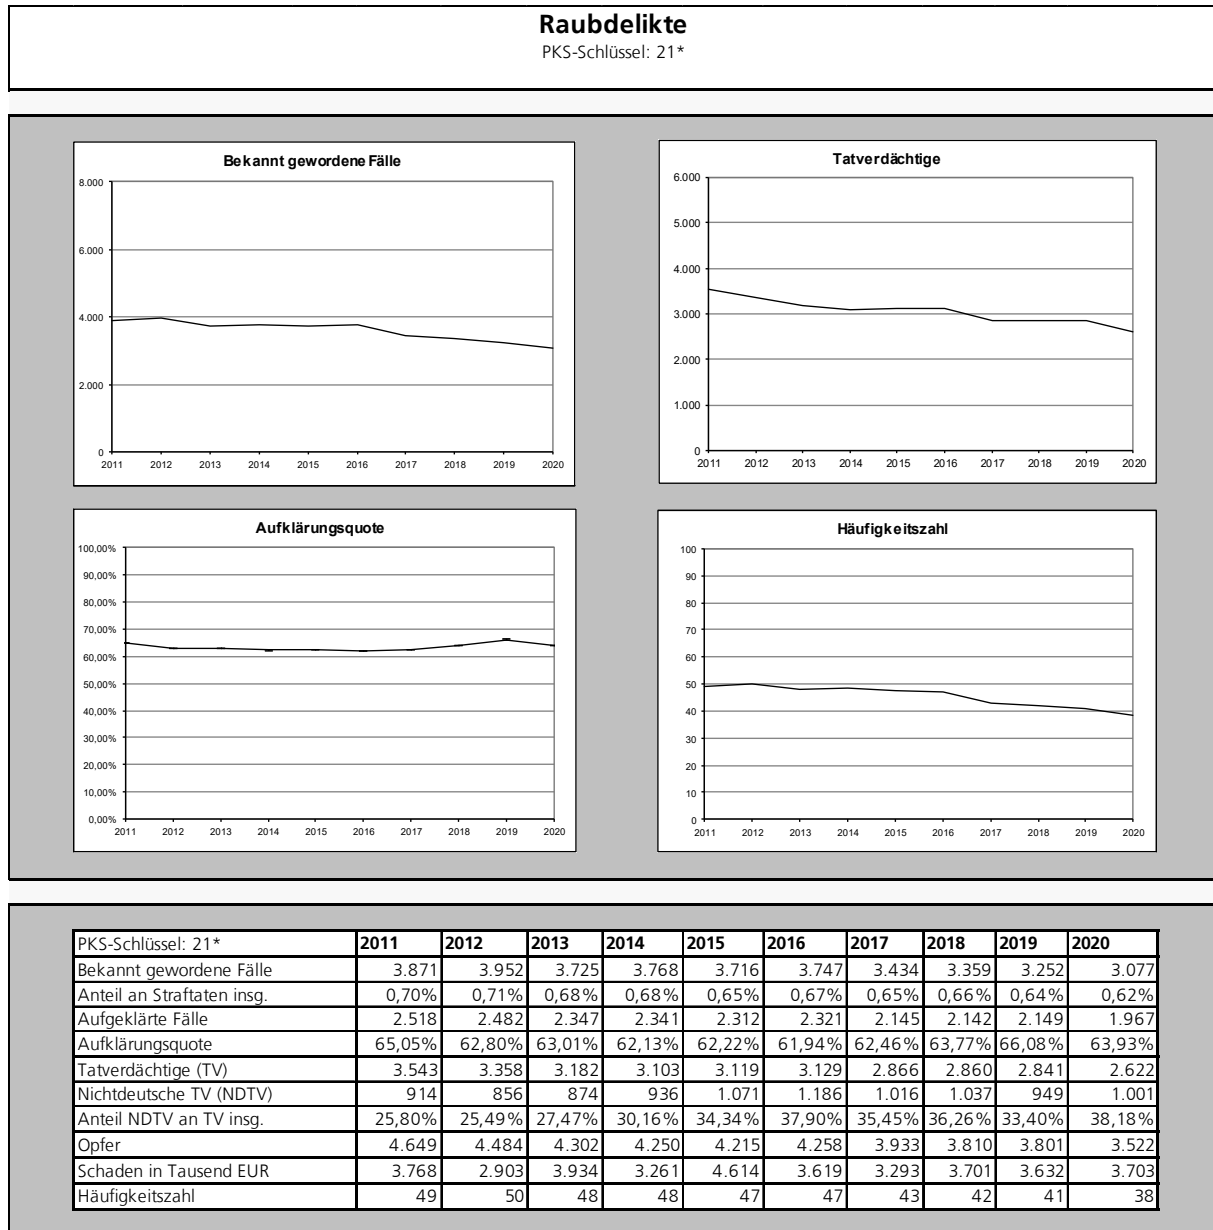 Raubdelikte
PKS-Schlüssel: 21*
Bekannt gewordene Fälle
8.000
6.000
4.000
2.000
0
2011 2012 2013 2014 2015 2016 2017 2018 2019 2020
Tatverdächtige
6.000
5.000
4.000
3.000
2.000
1.000
0
2011 2012 2013 2014 2015 2016 2017 2018 2019 2020
Aufklärungsquote
100,00%
90,00%
80,00%
70,00%
60,00%
50,00%
40,00%
30,00%
20,00%
10,00%
0,00%
2011 2012 2013 2014 2015 2016 2017 2018 2019 2020
Häufigkeitszahl
100
90
80
70
60
50
40
30
20
10
0
2011 2012 2013 2014 2015 2016 2017 2018 2019 2020
PKS-Schlüssel: 21* 2011 2012 2013 2014 2015 2016 2017 2018 2019 2020
Bekannt gewordene Fälle 3.871 3.952 3.725 3.768 3.716 3.747 3.434 3.359 3.252 3.077
Anteil an Straftaten insg. 0,70% 0,71% 0,68% 0,68% 0,65% 0,67% 0,65% 0,66% 0,64% 0,62%
Aufgeklärte Fälle 2.518 2.482 2.347 2.341 2.312 2.321 2.145 2.142 2.149 1.967
Aufklärungsquote 65,05% 62,80% 63,01% 62,13% 62,22% 61,94% 62,46% 63,77% 66,08% 63,93%
Tatverdächtige (TV) 3.543 3.358 3.182 3.103 3.119 3.129 2.866 2.860 2.841 2.622
Nichtdeutsche TV (NDTV) 914 856 874 936 1.071 1.186 1.016 1.037 949 1.001
Anteil NDTV an TV insg. 25,80% 25,49% 27,47% 30,16% 34,34% 37,90% 35,45% 36,26% 33,40% 38,18%
Opfer 4.649 4.484 4.302 4.250 4.215 4.258 3.933 3.810 3.801 3.522
Schaden in Tausend EUR 3.768 2.903 3.934 3.261 4.614 3.619 3.293 3.701 3.632 3.703
Häufigkeitszahl 49 50 48 48 47 47 43 42 41 38